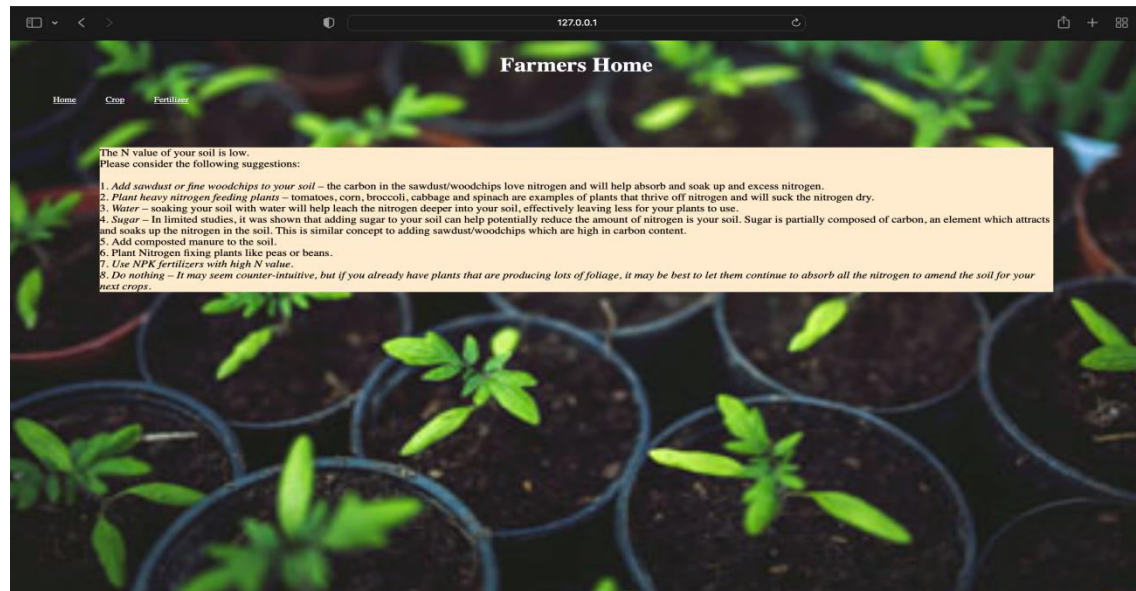 127.0.0.1
Farmers Home
Home Crop Fertilizer
The N value of your soil is low.
Please consider the following suggestions:
1. Add sawdust or fine woodchips to your soil – the carbon in the sawdust/woodchips love nitrogen and will help absorb and soak up and excess nitrogen.
2. Plant heavy nitrogen feeding plants – tomatoes, corn, broccoli, cabbage and spinach are examples of plants that thrive off nitrogen and will suck the nitrogen dry.
3. Water – soaking your soil with water will help leach the nitrogen deeper into your soil, effectively leaving less for your plants to use.
4. Sugar – In limited studies, it was shown that adding sugar to your soil can help potentially reduce the amount of nitrogen is your soil. Sugar is partially composed of carbon, an element which attracts
and soaks up the nitrogen in the soil. This is similar concept to adding sawdust/woodchips which are high in carbon content.
5. Add composted manure to the soil.
6. Plant Nitrogen fixing plants like peas or beans.
7. Use NPK fertilizers with high N value.
8. Do nothing – It may seem counter-intuitive, but if you already have plants that are producing lots of foliage, it may be best to let them continue to absorb all the nitrogen to amend the soil for your
next crops.